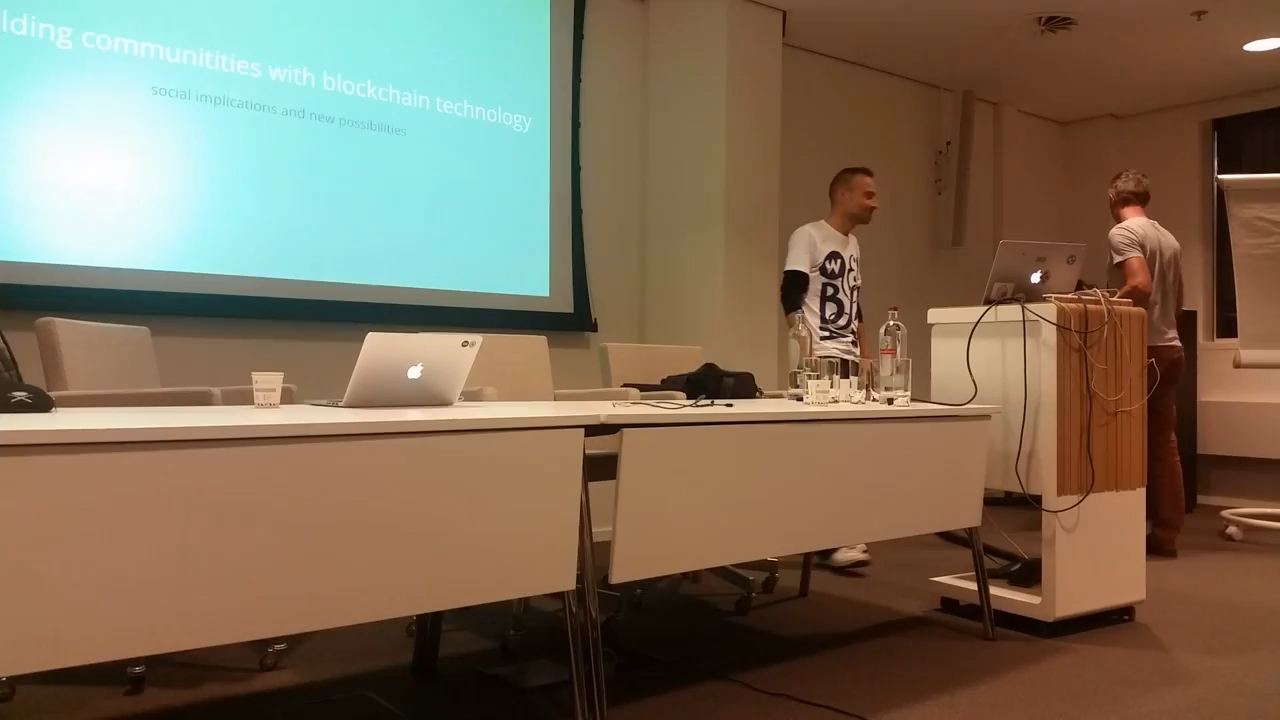 lding communitities with blockchain technology
social implications and new possibilities
W
B